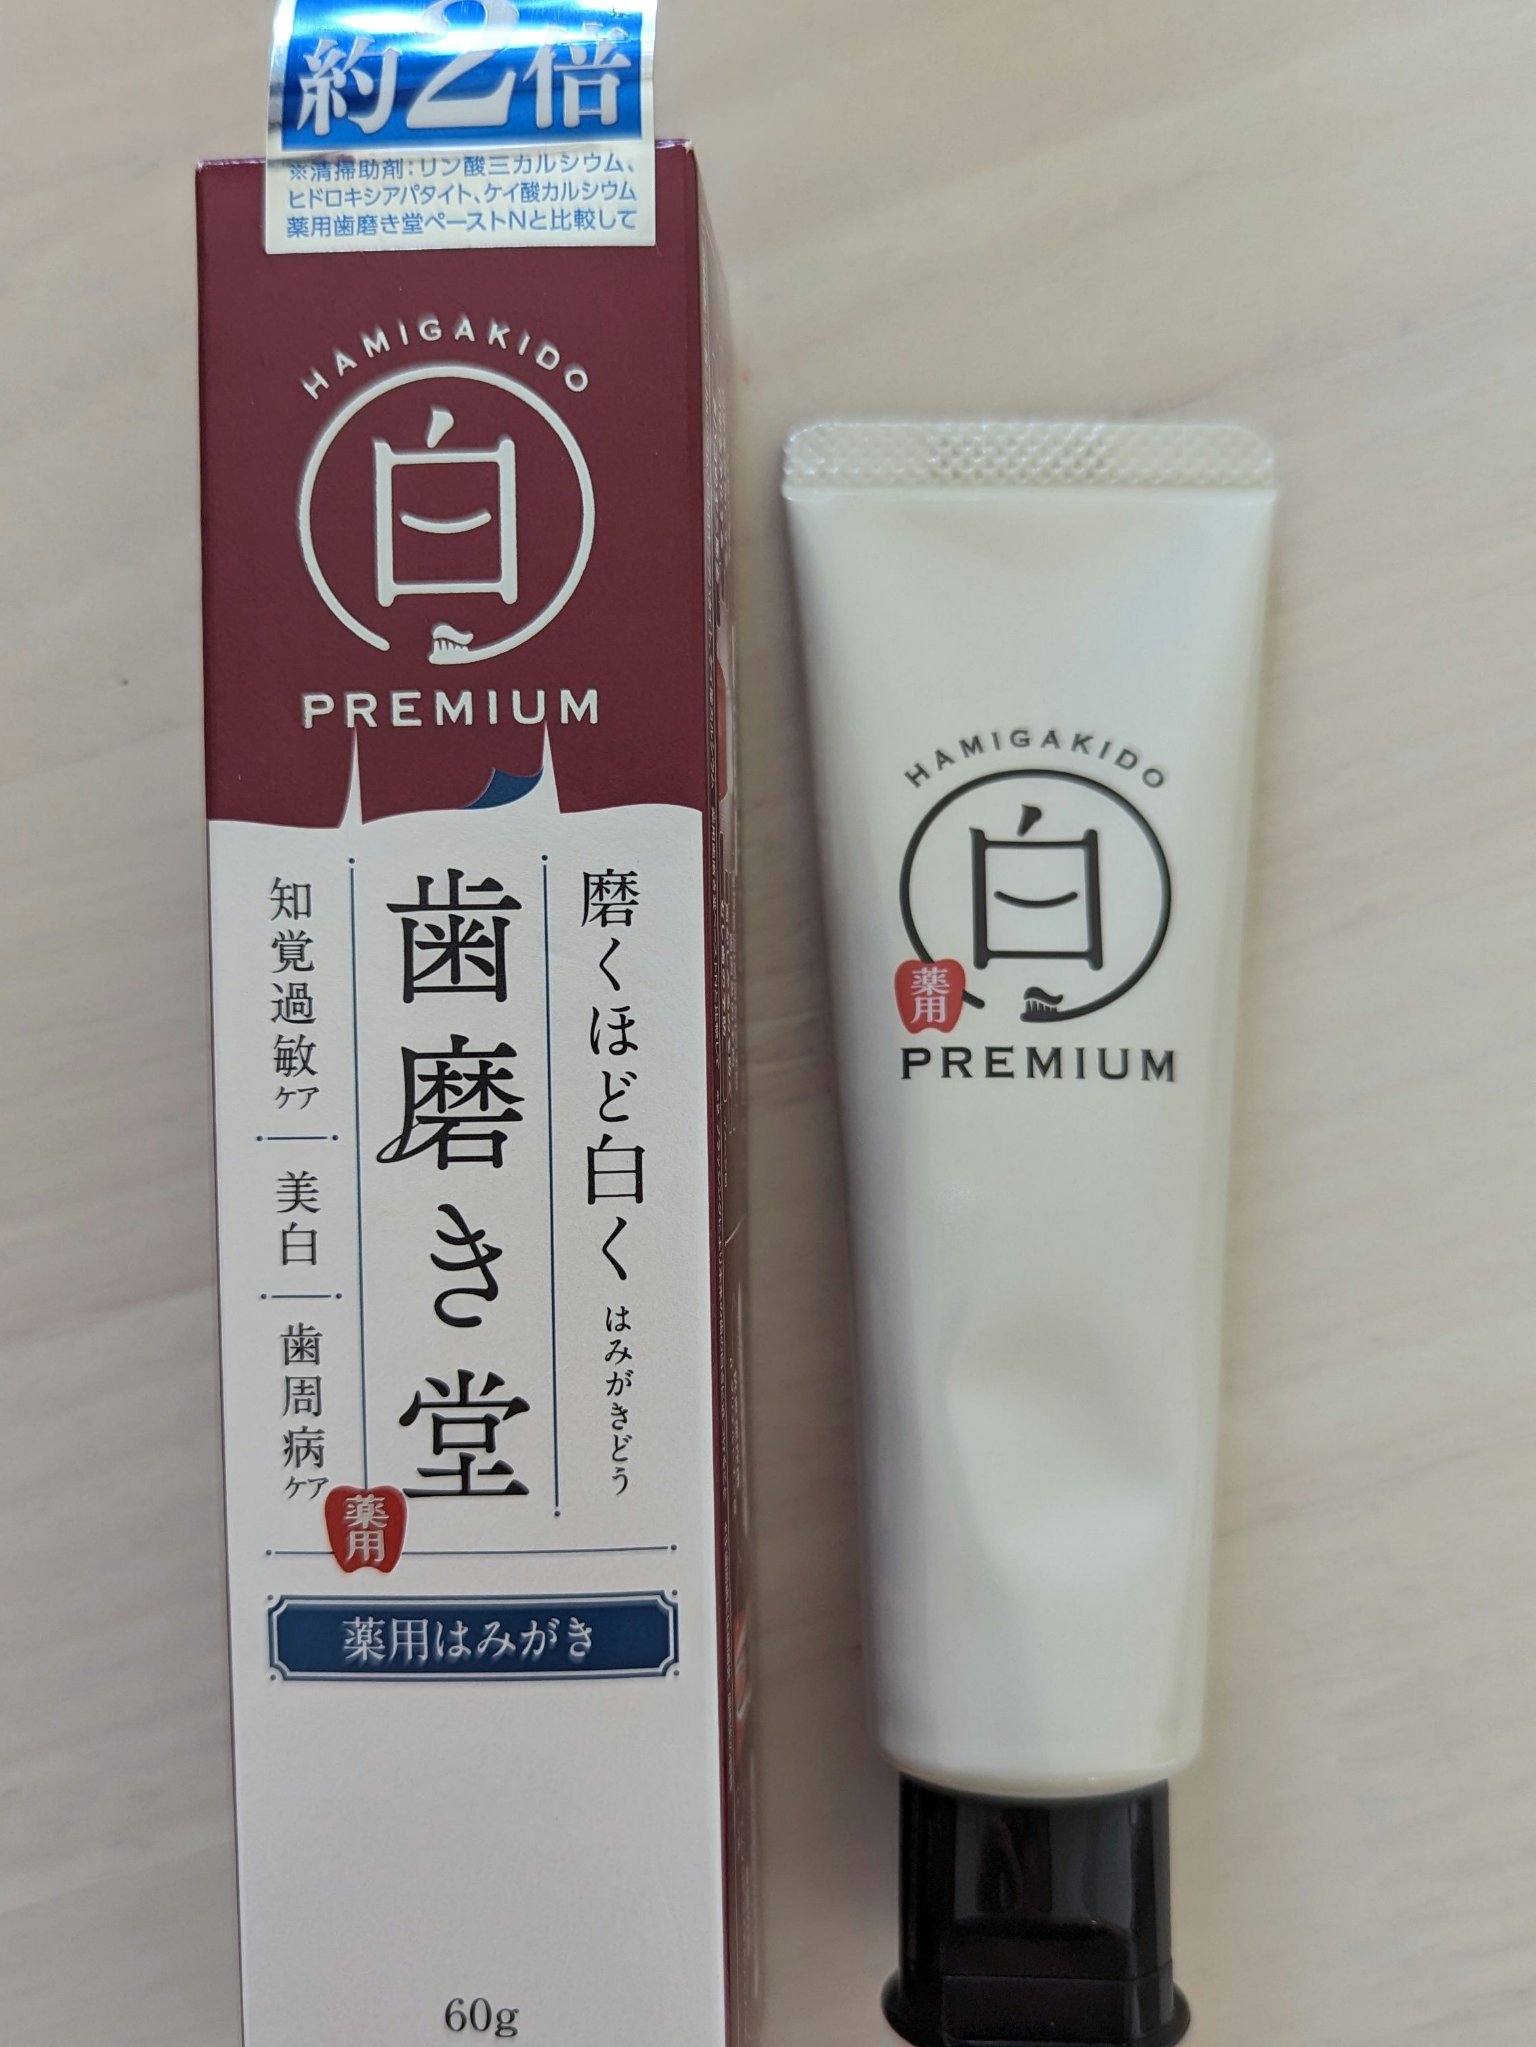 約2倍
※清掃助剤:リン酸三カルシウム、
ヒドロキシアパタイト、ケイ酸カルシウム
薬用歯磨き堂ペーストNと比較して
HAMIGAKIDO
白
PREMIUM
磨くほど白く
はみがきどう
歯磨き堂
知覚過敏ケア
美白
歯周病ケア
薬用
薬用はみがき
60g
HAMIGAKIDO
白
薬用
PREMIUM